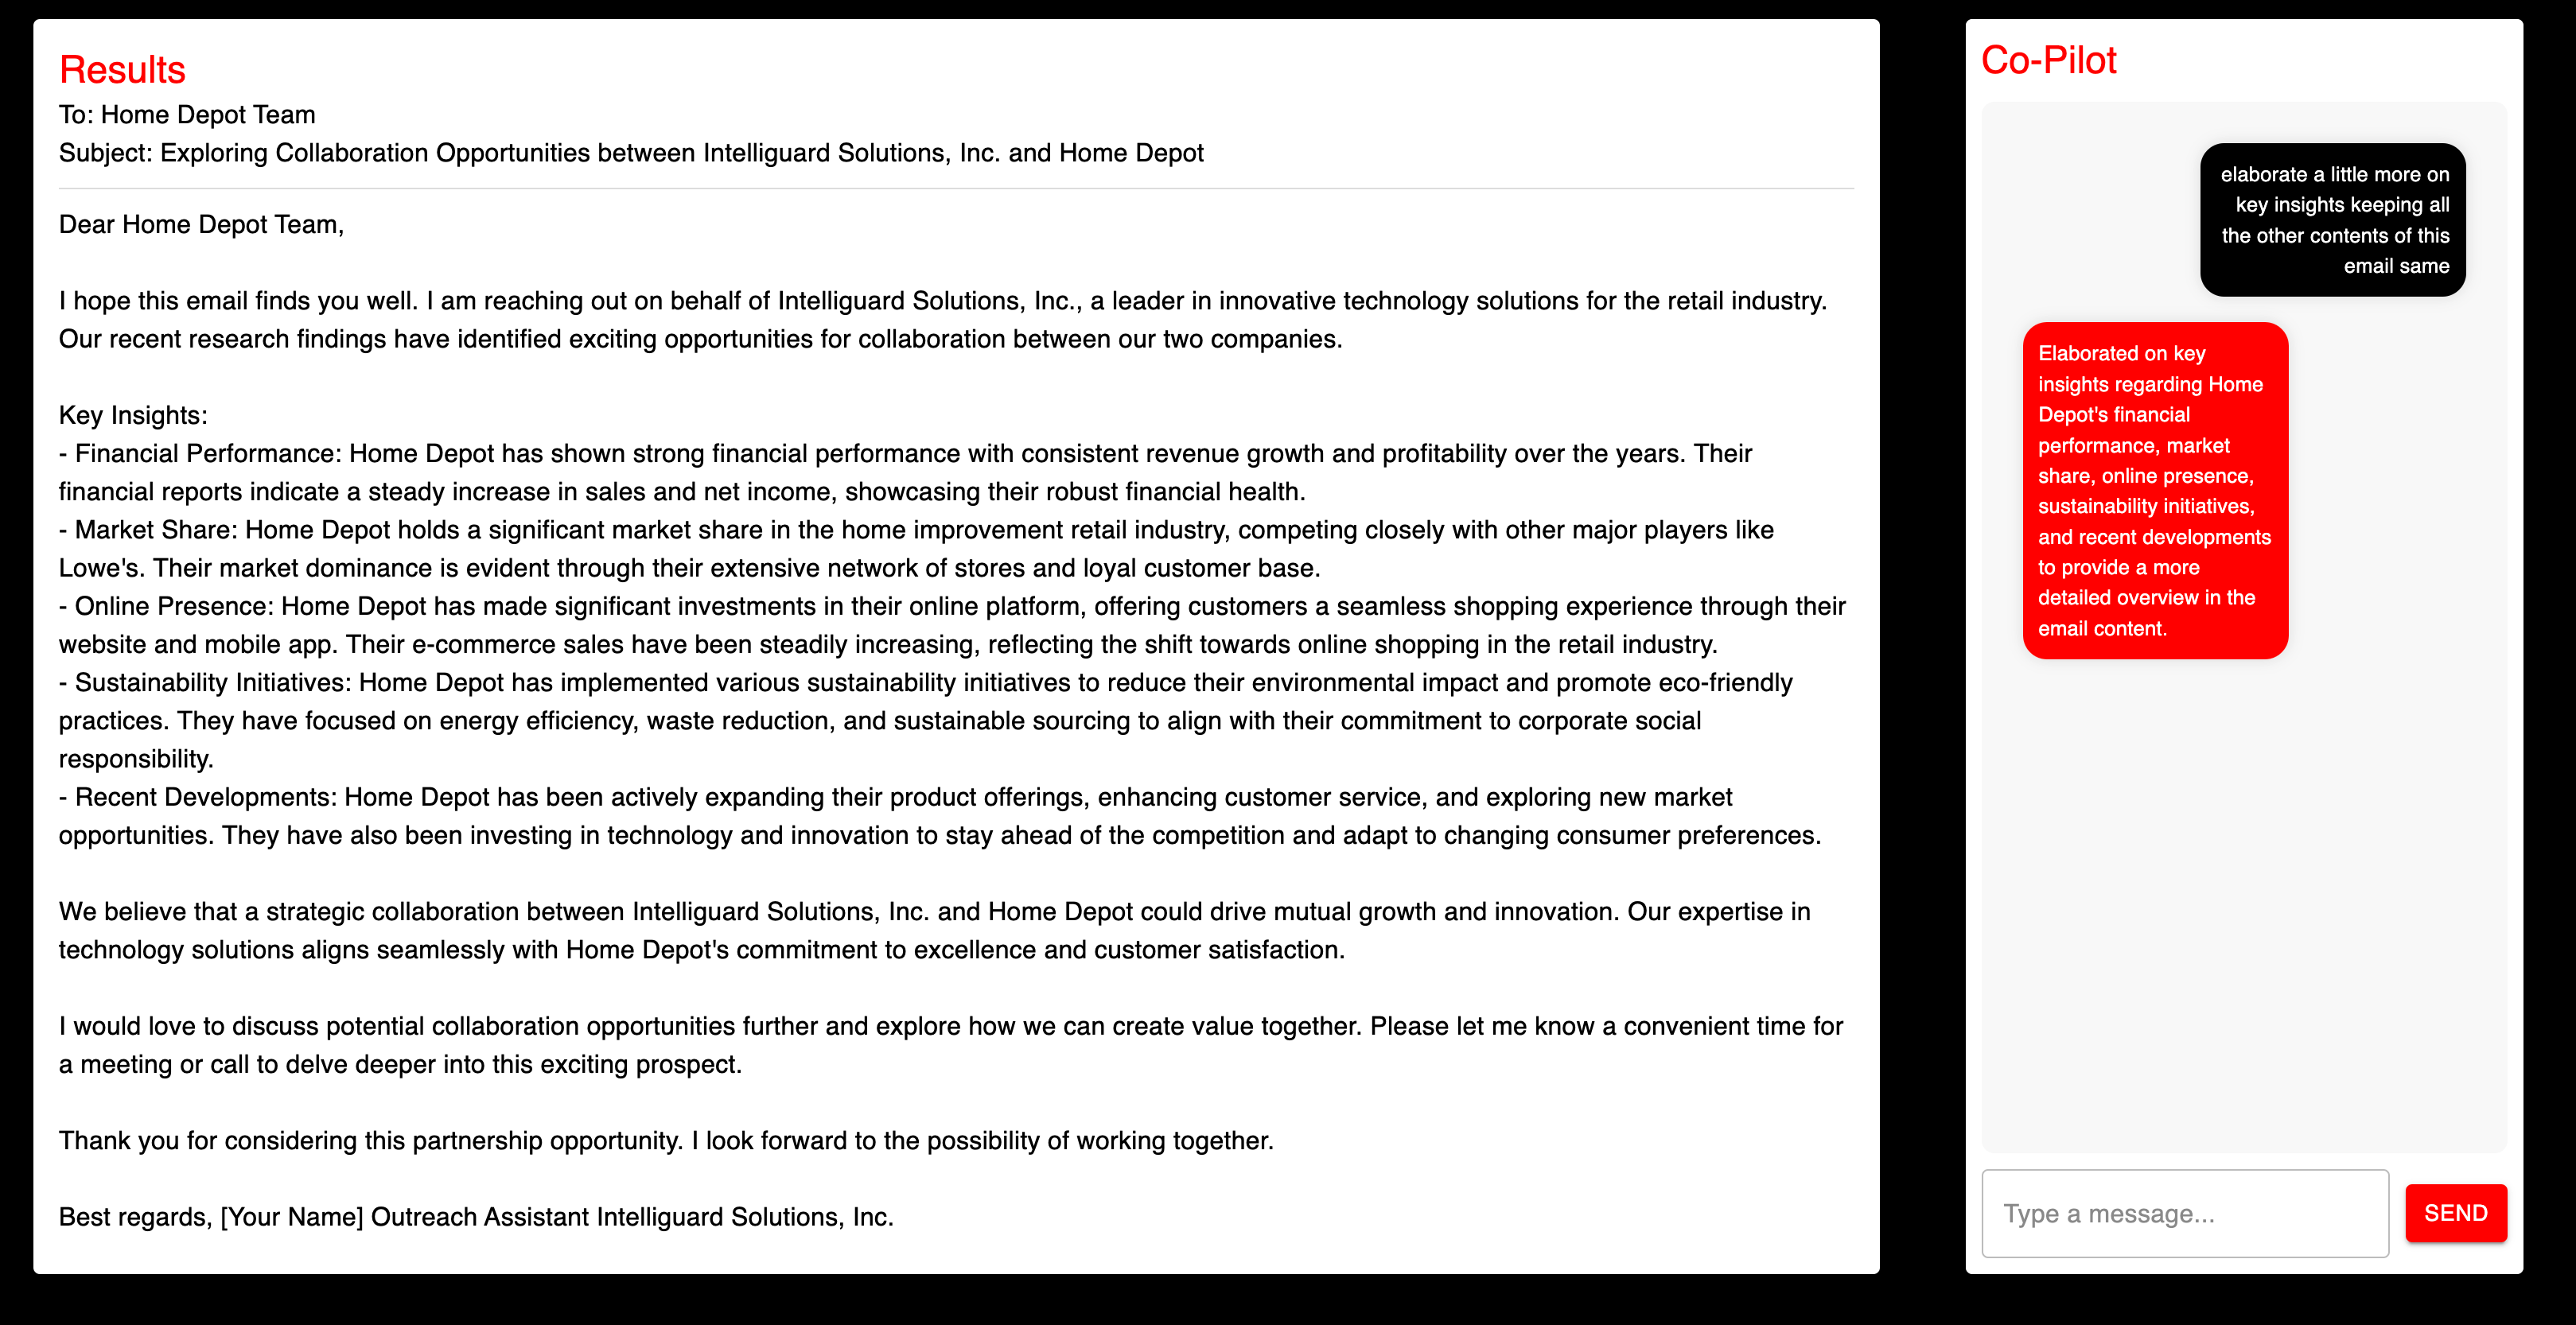 Results
To: Home Depot Team
Subject: Exploring Collaboration Opportunities between Intelliguard Solutions, Inc. and Home Depot
Dear Home Depot Team,
I hope this email finds you well. I am reaching out on behalf of Intelliguard Solutions, Inc., a leader in innovative technology solutions for the retail industry.
Our recent research findings have identified exciting opportunities for collaboration between our two companies.
Key Insights:
- Financial Performance: Home Depot has shown strong financial performance with consistent revenue growth and profitability over the years. Their
financial reports indicate a steady increase in sales and net income, showcasing their robust financial health.
- Market Share: Home Depot holds a significant market share in the home improvement retail industry, competing closely with other major players like
Lowe's. Their market dominance is evident through their extensive network of stores and loyal customer base.
- Online Presence: Home Depot has made significant investments in their online platform, offering customers a seamless shopping experience through their
website and mobile app. Their e-commerce sales have been steadily increasing, reflecting the shift towards online shopping in the retail industry.
- Sustainability Initiatives: Home Depot has implemented various sustainability initiatives to reduce their environmental impact and promote eco-friendly
practices. They have focused on energy efficiency, waste reduction, and sustainable sourcing to align with their commitment to corporate social
responsibility.
- Recent Developments: Home Depot has been actively expanding their product offerings, enhancing customer service, and exploring new market
opportunities. They have also been investing in technology and innovation to stay ahead of the competition and adapt to changing consumer preferences.
We believe that a strategic collaboration between Intelliguard Solutions, Inc. and Home Depot could drive mutual growth and innovation. Our expertise in
technology solutions aligns seamlessly with Home Depot's commitment to excellence and customer satisfaction.
I would love to discuss potential collaboration opportunities further and explore how we can create value together. Please let me know a convenient time for
a meeting or call to delve deeper into this exciting prospect.
Thank you for considering this partnership opportunity. I look forward to the possibility of working together.
Best regards, [Your Name] Outreach Assistant Intelliguard Solutions, Inc.
Co-Pilot
elaborate a little more on
key insights keeping all
the other contents of this
email same
Elaborated on key
insights regarding Home
Depot's financial
performance, market
share, online presence,
sustainability initiatives,
and recent developments
to provide a more
detailed overview in the
email content.
Type a message...
SEND